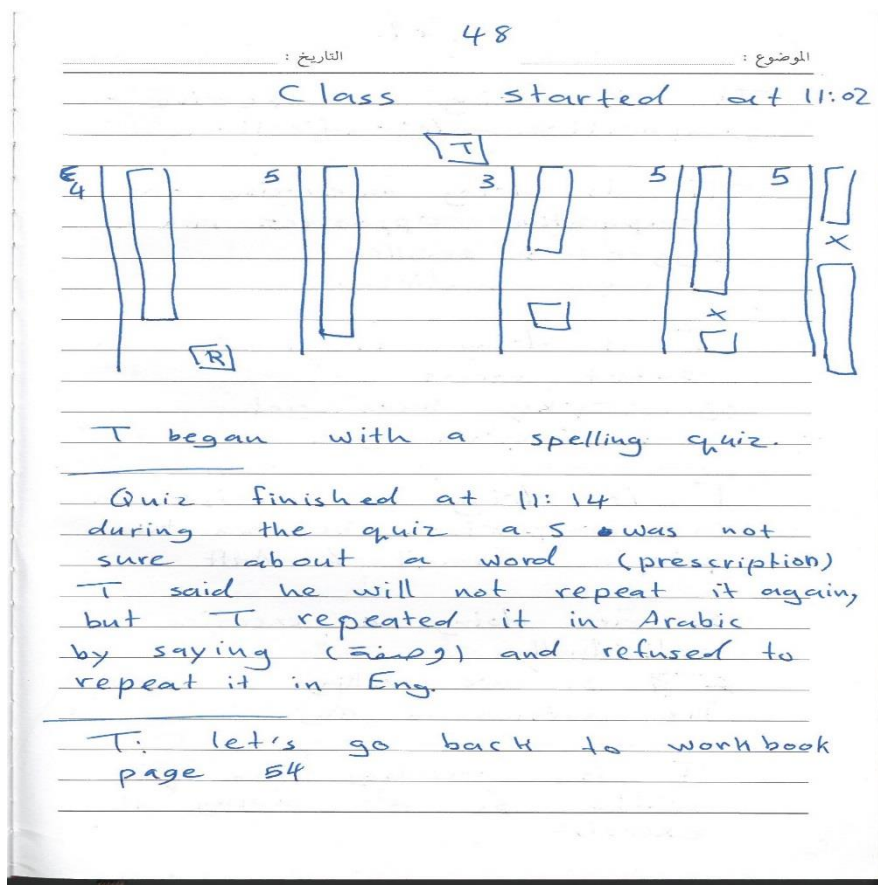 48
الموضوع :
التاريخ :
Class started at 11:02
T
4 5 3 5 5
X
X
R
T began with a spelling quiz.
Quiz finished at 11:14
during the quiz a S was not
sure about a word (prescription)
T said he will not repeat it again,
but T repeated it in Arabic
by saying (وصفة) and refused to
repeat it in Eng.
T: let's go back to workbook
page 54